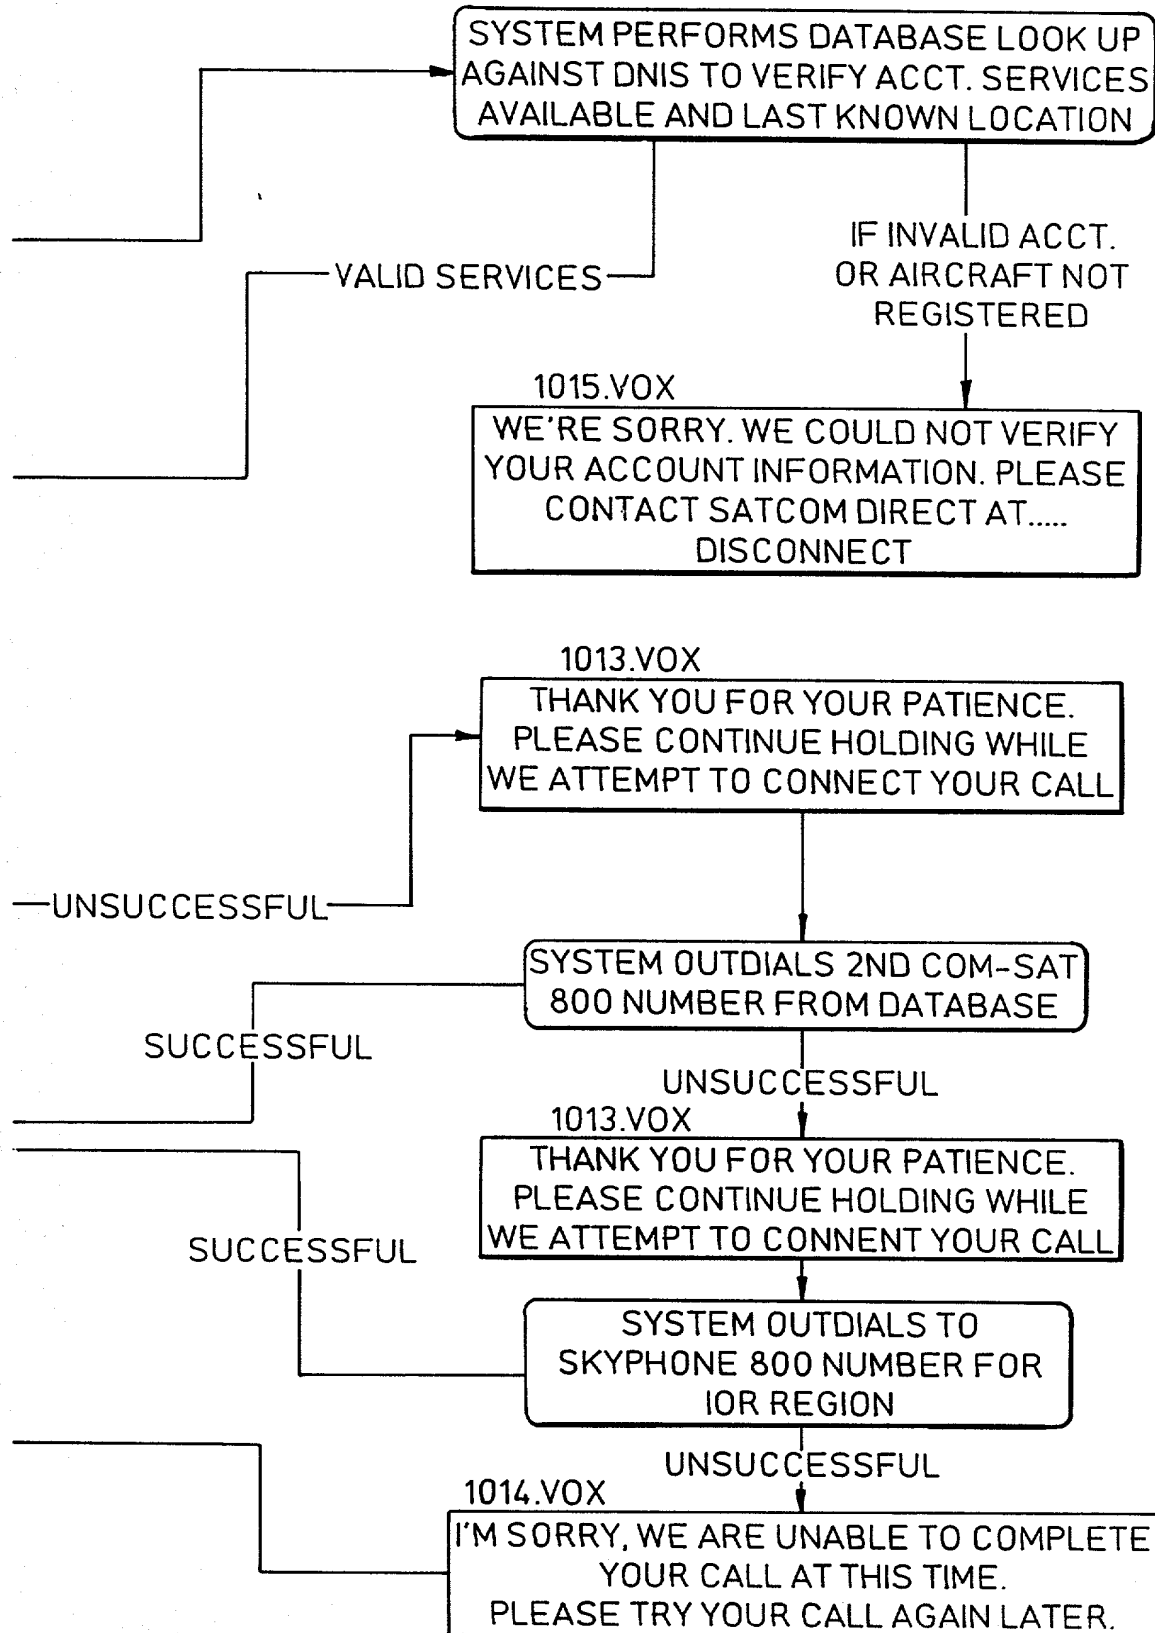 SYSTEM PERFORMS DATABASE LOOK UP
AGAINST DNIS TO VERIFY ACCT. SERVICES
AVAILABLE AND LAST KNOWN LOCATION
IF INVALID ACCT.
OR AIRCRAFT NOT
REGISTERED
VALID SERVICES
1015.VOX
WE'RE SORRY. WE COULD NOT VERIFY
YOUR ACCOUNT INFORMATION. PLEASE
CONTACT SATCOM DIRECT AT.....
DISCONNECT
1013.VOX
THANK YOU FOR YOUR PATIENCE.
PLEASE CONTINUE HOLDING WHILE
WE ATTEMPT TO CONNECT YOUR CALL
UNSUCCESSFUL
SYSTEM OUTDIALS 2ND COM-SAT
800 NUMBER FROM DATABASE
SUCCESSFUL
UNSUCCESSFUL
1013.VOX
THANK YOU FOR YOUR PATIENCE.
PLEASE CONTINUE HOLDING WHILE
WE ATTEMPT TO CONNENT YOUR CALL
SUCCESSFUL
SYSTEM OUTDIALS TO
SKYPHONE 800 NUMBER FOR
IOR REGION
UNSUCCESSFUL
1014.VOX
I'M SORRY, WE ARE UNABLE TO COMPLETE
YOUR CALL AT THIS TIME.
PLEASE TRY YOUR CALL AGAIN LATER.